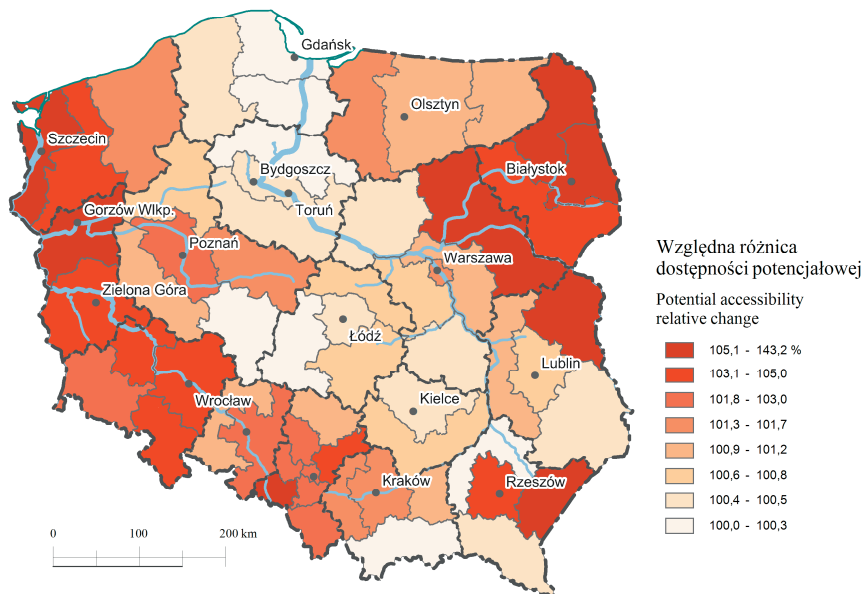 Gdańsk
Olsztyn
Szczecin
Białystok
Bydgoszcz
Toruń
Gorzów Wlkp.
Poznań
Warszawa
Zielona Góra
Łódź
Lublin
Wrocław
Kielce
Kraków
Rzeszów
0 100 200 km
Względna różnica
dostępności potencjałowej
Potential accessibility
relative change
105,1 - 143,2 %
103,1 - 105,0
101,8 - 103,0
101,3 - 101,7
100,9 - 101,2
100,6 - 100,8
100,4 - 100,5
100,0 - 100,3